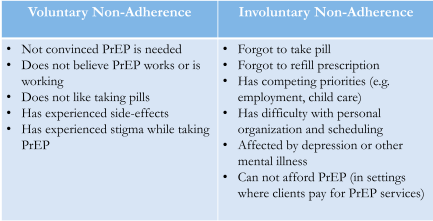 Voluntary Non-Adherence
• Not convinced PrEP is needed
• Does not believe PrEP works or is
working
• Does not like taking pills
• Has experienced side-effects
• Has experienced stigma while taking
PrEP
Involuntary Non-Adherence
• Forgot to take pill
• Forgot to refill prescription
• Has competing priorities (e.g.
employment, child care)
• Has difficulty with personal
organization and scheduling
• Affected by depression or other
mental illness
• Can not afford PrEP (in settings
where clients pay for PrEP services)